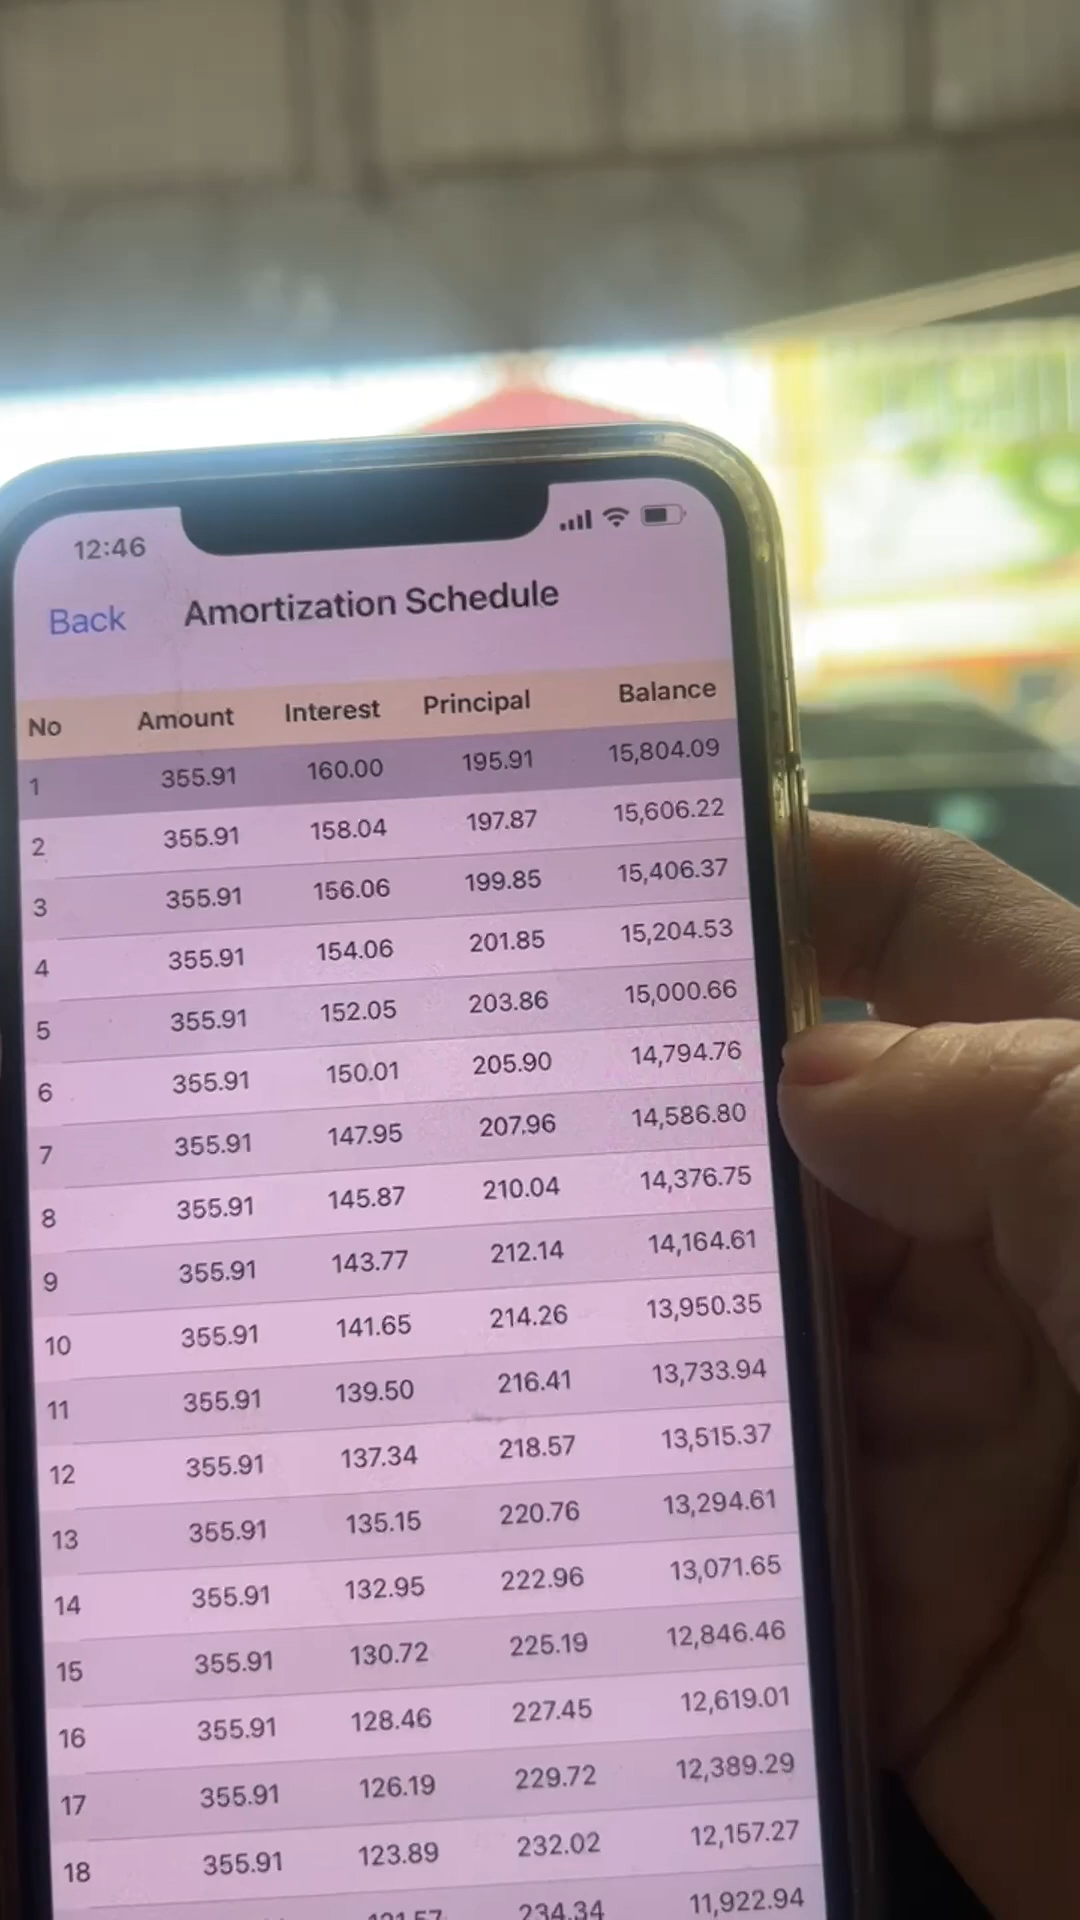 12:46
Back Amortization Schedule
No Amount Interest Principal Balance
1 355.91 160.00 195.91 15,804.09
2 355.91 158.04 197.87 15,606.22
3 355.91 156.06 199.85 15,406.37
4 355.91 154.06 201.85 15,204.53
5 355.91 152.05 203.86 15,000.66
6 355.91 150.01 205.90 14,794.76
7 355.91 147.95 207.96 14,586.80
8 355.91 145.87 210.04 14,376.75
9 355.91 143.77 212.14 14,164.61
10 355.91 141.65 214.26 13,950.35
11 355.91 139.50 216.41 13,733.94
12 355.91 137.34 218.57 13,515.37
13 355.91 135.15 220.76 13,294.61
14 355.91 132.95 222.96 13,071.65
15 355.91 130.72 225.19 12,846.46
16 355.91 128.46 227.45 12,619.01
17 355.91 126.19 229.72 12,389.29
18 355.91 123.89 232.02 12,157.27
121.57 234.34 11,922.94